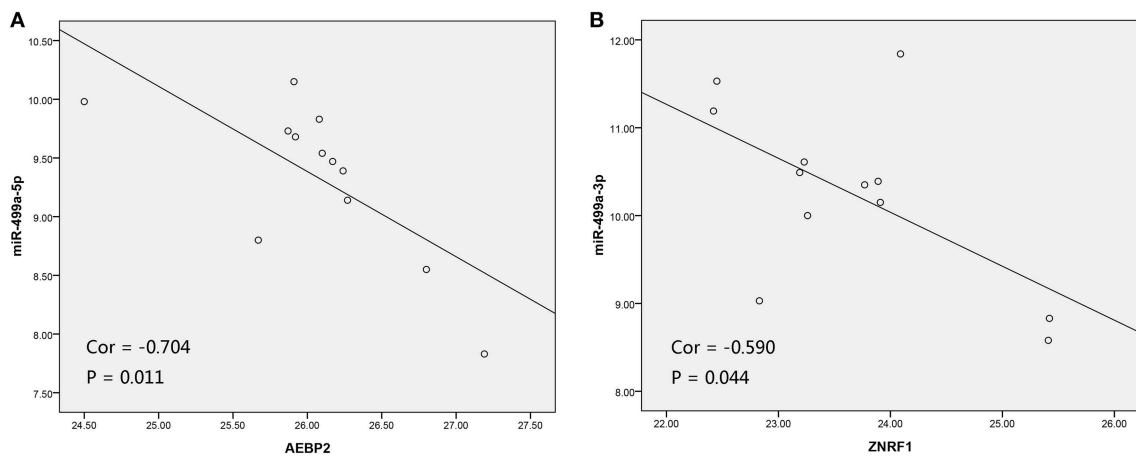 A
10.50
10.00
9.50
9.00
8.50
8.00
7.50
miR-499a-5p
Cor = -0.704
P = 0.011
24.50 25.00 25.50 26.00 26.50 27.00 27.50
AEBP2
B
12.00
11.00
10.00
9.00
8.00
miR-499a-3p
Cor = -0.590
P = 0.044
22.00 23.00 24.00 25.00 26.00
ZNRF1